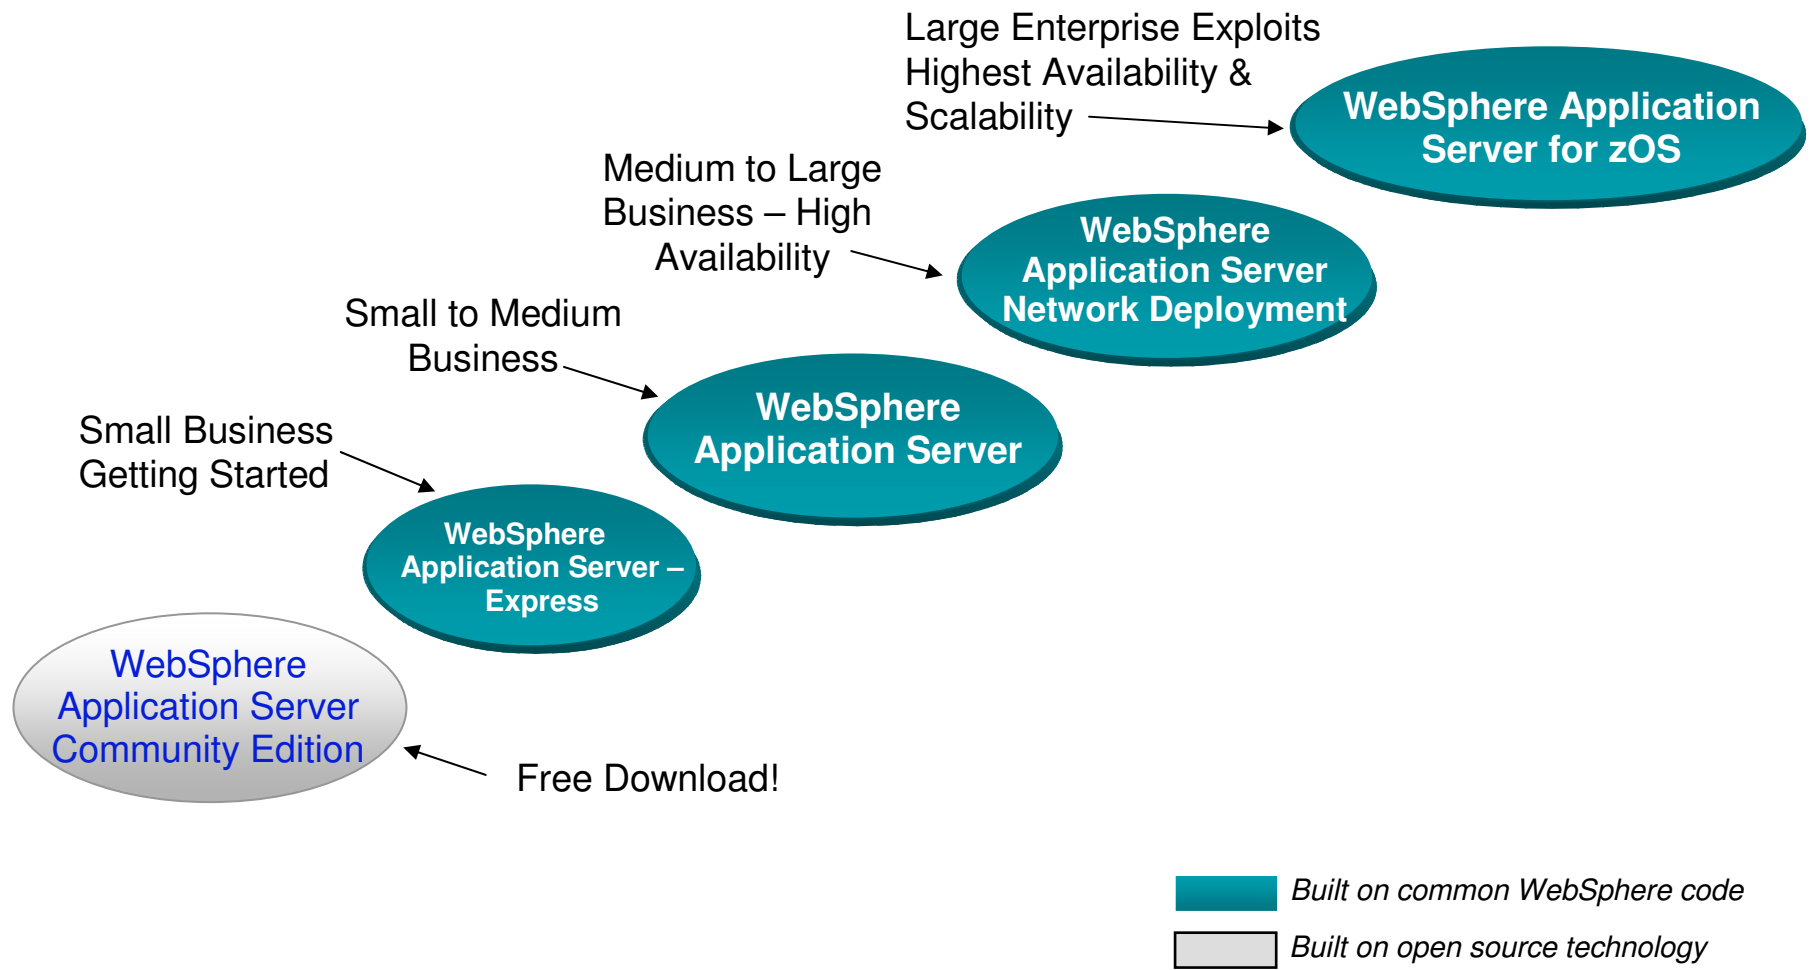 Large Enterprise Exploits
Highest Availability &
Scalability
WebSphere Application
Server for zOS
Medium to Large
Business – High
Availability
WebSphere
Application Server
Network Deployment
Small to Medium
Business
WebSphere
Application Server
Small Business
Getting Started
WebSphere
Application Server –
Express
WebSphere
Application Server
Community Edition
Free Download!
Built on common WebSphere code
Built on open source technology